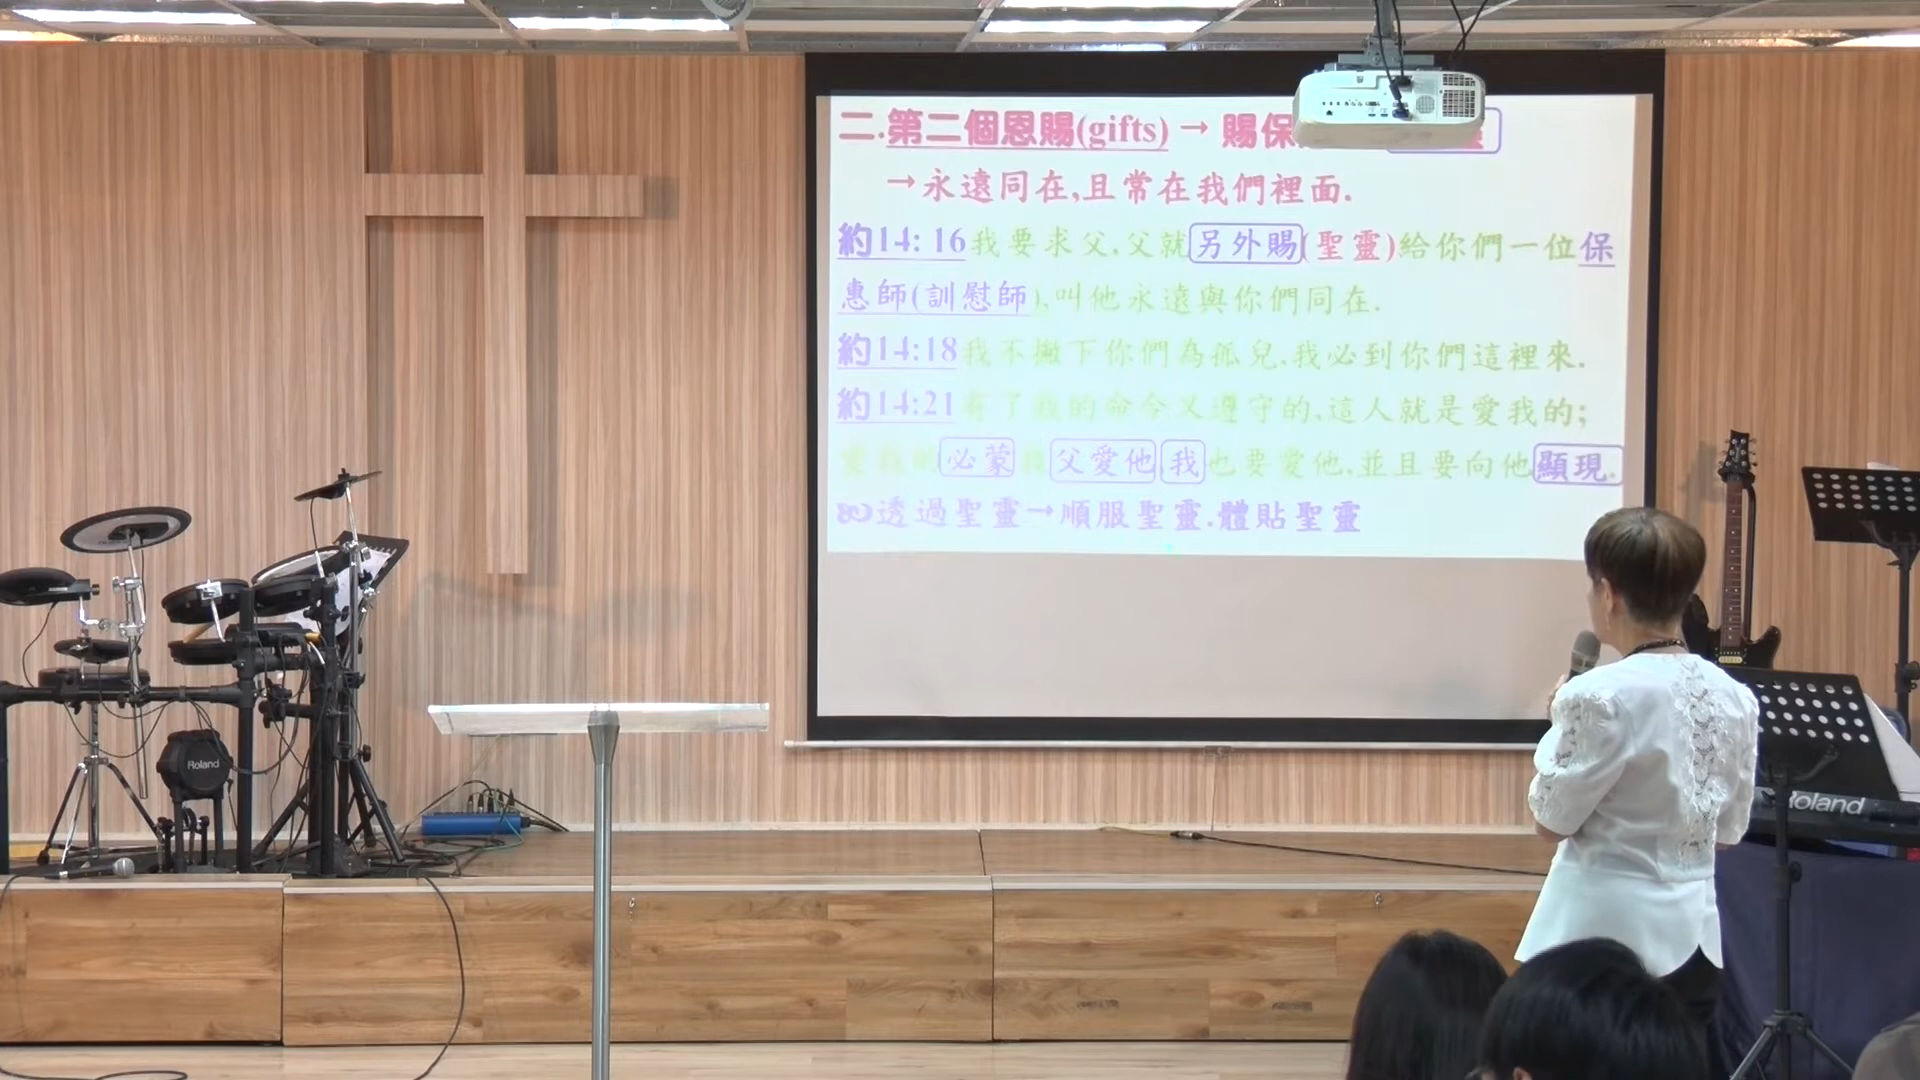 二.第二個恩賜(gifts)→ 賜保
→永遠同在,且常在我們裡面.
約14: 16我要求父,父就另外賜(聖靈)給你們一位保
惠師(訓慰師),叫他永遠與你們同在.
約14:18我不撇下你們為孤兒.我必到你們這裡來.
約14:21有了我的命令又遵守的,這人就是愛我的;
愛我的必蒙我父愛他,我也要愛他.並且要向他顯現.
透過聖靈→順服聖靈.體貼聖靈
Roland
Roland